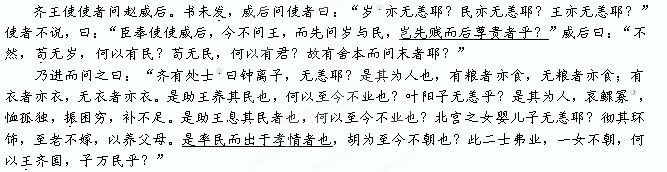 齐王使使者问赵威后。书未发，威后问使者曰：“岁亦无恙耶？民亦无恙耶？王亦无恙耶？”
使者不说，曰：“臣奉使使威后，今不问王，而先问岁与民，岂先贱而后尊贵者乎？”威后曰：“不
然，苟无岁，何以有民？苟无民，何以有君？故有舍本而问末者耶？”
乃进而问之曰：“齐有处士曰钟离子，无恙耶？是其为人也，有粮者亦食，无粮者亦食；有
衣者亦衣，无衣者亦衣。是助王养其民也，何以至今不业也？叶阳子无恙乎？是其为人，哀鳏寡，
恤孤独，振困穷，补不足。是助王息其民者也，何以至今不业也？北宫之女婴儿子无恙耶？彻其环
饰，至老不嫁，以养父母。是率民而出于孝情者也，胡为至今不朝也？此二士弗业，一女不朝，何
以王齐国，子万民乎？”